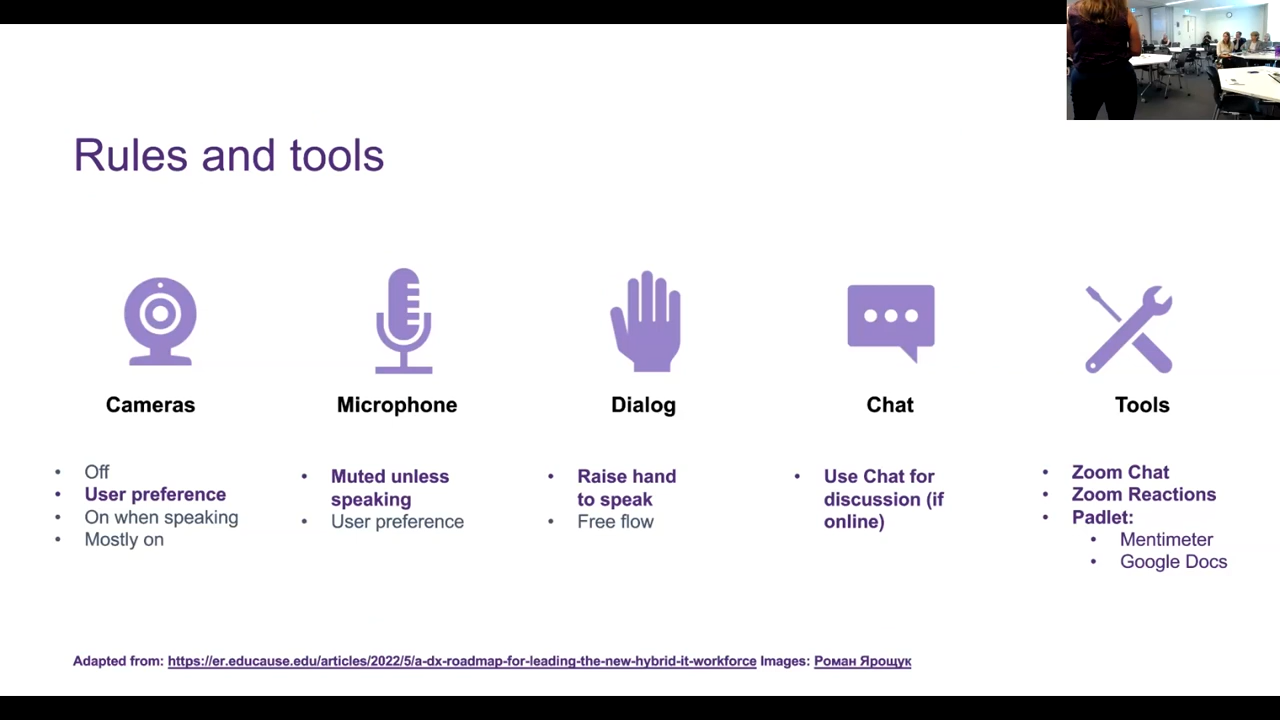 Rules and tools
Cameras
Off
User preference
On when speaking
Mostly on
Microphone
Muted unless
speaking
User preference
Dialog
Raise hand
to speak
Free flow
Chat
Use Chat for
discussion (if
online)
Tools
Zoom Chat
Zoom Reactions
Padlet:
Mentimeter
Google Docs
Adapted from: https://er.educause.edu/articles/2022/5/a-dx-roadmap-for-leading-the-new-hybrid-it-workforce Images: Роман Ярощук